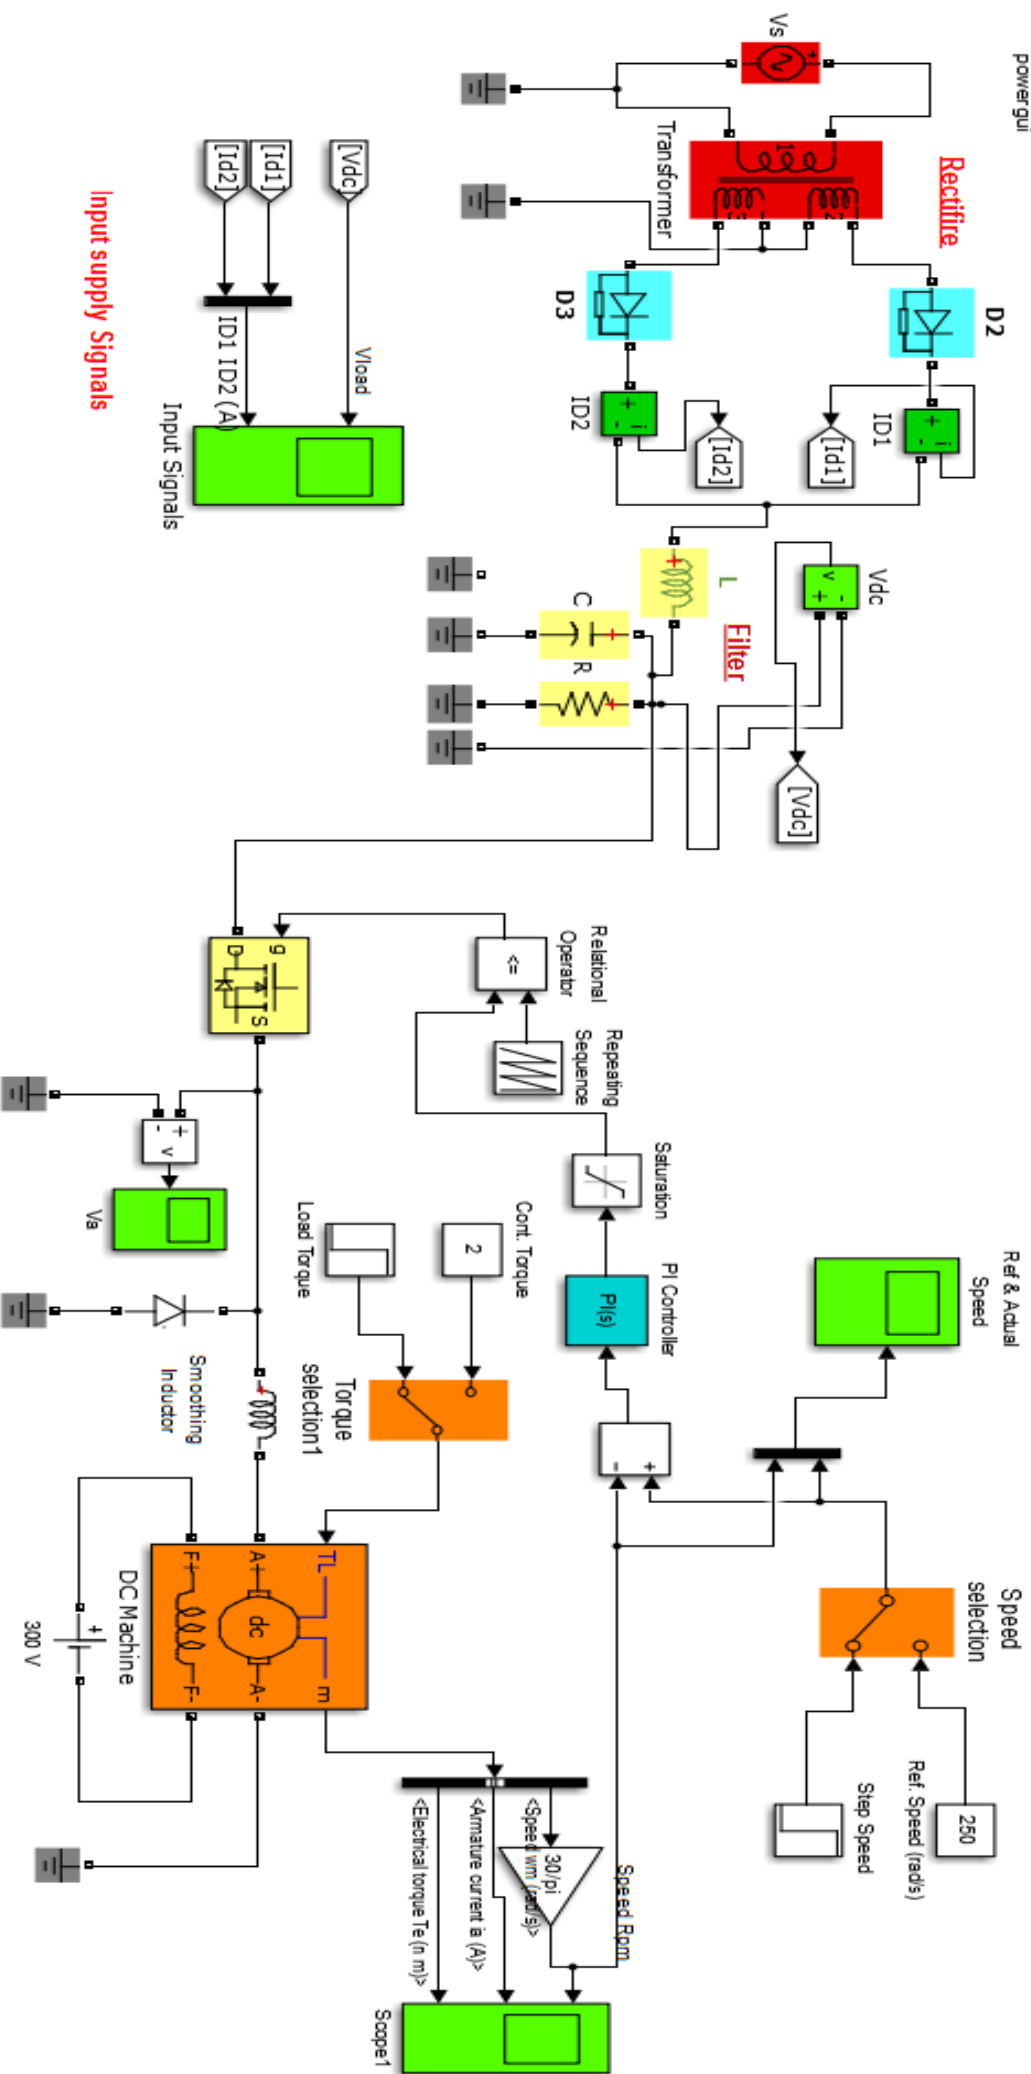 powergui
Vs
Rectifire
Transformer
1
2
3
D2
D3
ID1
ID2
i
+
-
i
+
-
[Id1]
[Id2]
L
+
Filter
C
+
R
+
Vdc
v
+
-
[Vdc]
[Vdc]
[Id1]
[Id2]
Vload
ID1 ID2 (A)
Input Signals
Input supply Signals
Ref & Actual
Speed
Speed
selection
250
Ref. Speed (rad/s)
Step Speed
PI Controller
PI(s)
+
-
Saturation
Repeating
Sequence
Relational
Operator
<=
g
D
S
+
-
v
Va
Cont. Torque
2
Load Torque
Torque
selection1
Smoothing
Inductor
+
TL
m
A+
dc
A-
F+
F-
DC Machine
+
300 V
Speed Rpm
30/pi
<Speed wm (rad/s)>
<Armature current ia (A)>
<Electrical torque Te (n m)>
Scope1